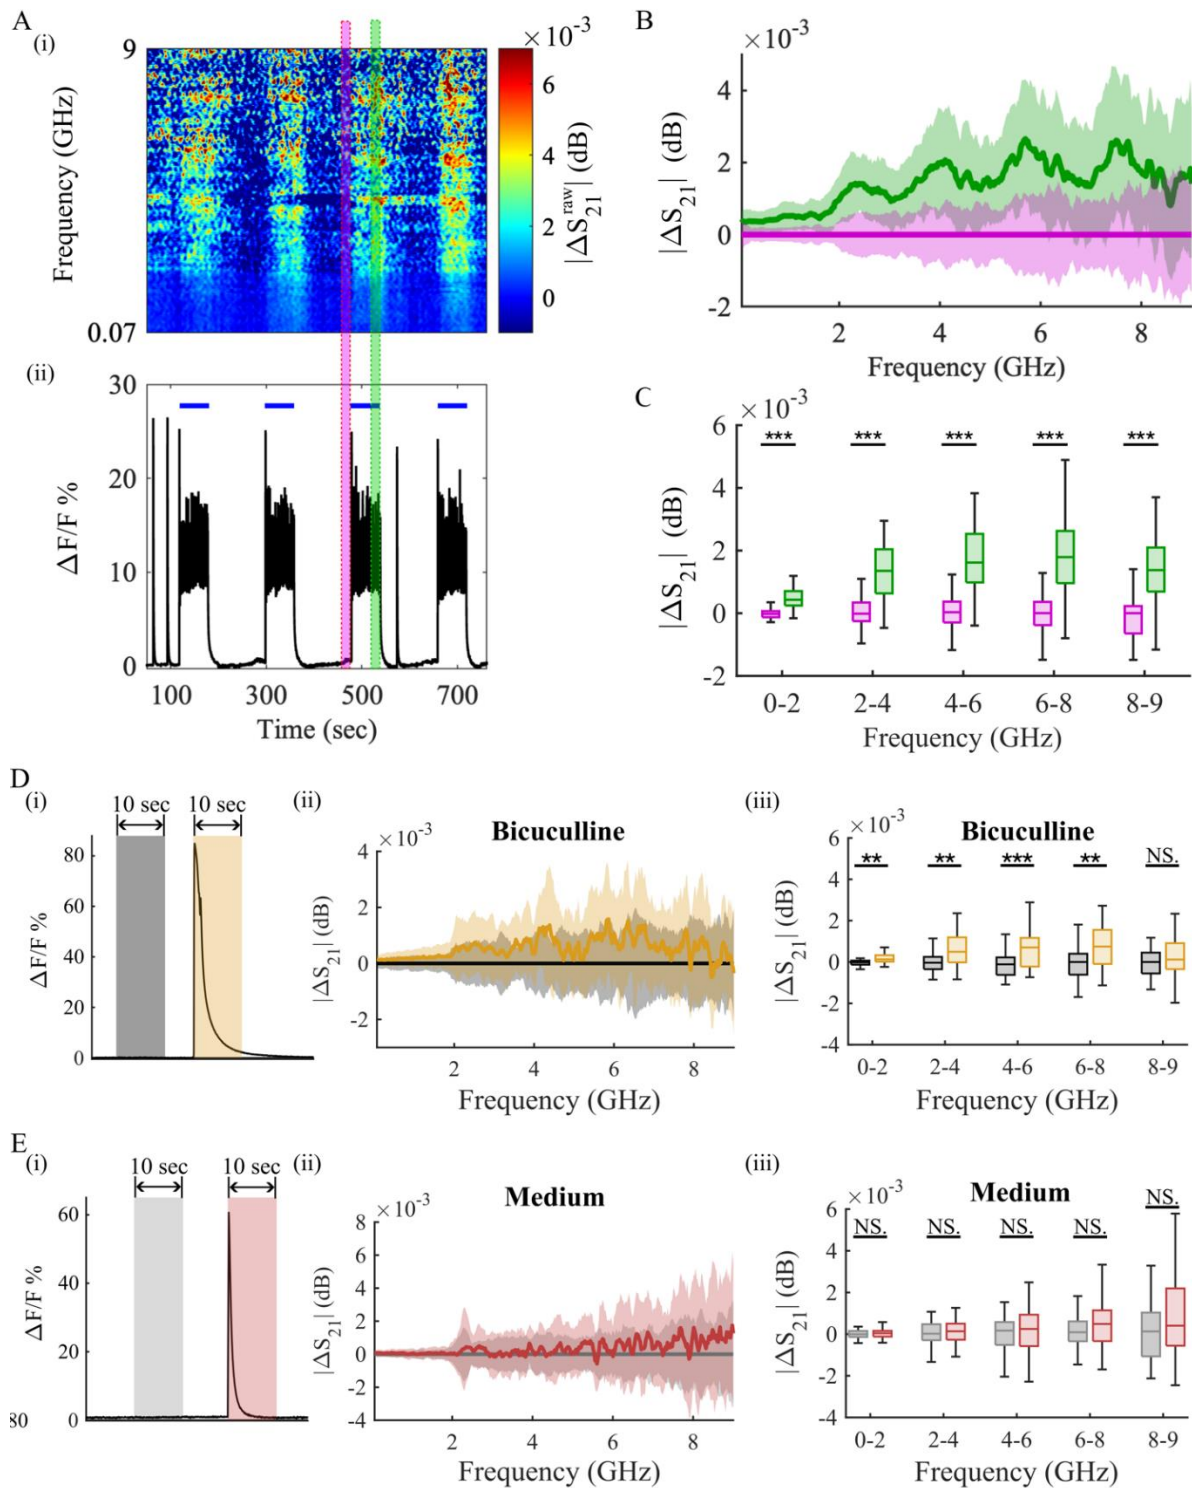 A
(i)
9
Frequency (GHz)
0.07
×10⁻³
6
4
2
0
|ΔS₂₁ʳᵃʷ| (dB)
(ii)
30
20
10
0
ΔF/F %
100 300 500 700
Time (sec)
B
×10⁻³
4
2
0
-2
|ΔS₂₁| (dB)
2 4 6 8
Frequency (GHz)
C
×10⁻³
6
4
2
0
-2
|ΔS₂₁| (dB)
*** *** *** *** ***
0-2 2-4 4-6 6-8 8-9
Frequency (GHz)
D
(i)
10 sec 10 sec
80
60
40
20
0
ΔF/F %
(ii)
×10⁻³
Bicuculline
4
2
0
-2
|ΔS₂₁| (dB)
2 4 6 8
Frequency (GHz)
(iii)
×10⁻³
Bicuculline
6
4
2
0
-2
-4
|ΔS₂₁| (dB)
** ** *** ** NS.
0-2 2-4 4-6 6-8 8-9
Frequency (GHz)
E
(i)
10 sec 10 sec
60
40
20
0
ΔF/F %
80
(ii)
×10⁻³
Medium
8
6
4
2
0
-2
-4
|ΔS₂₁| (dB)
2 4 6 8
Frequency (GHz)
(iii)
×10⁻³
Medium
6
4
2
0
-2
-4
|ΔS₂₁| (dB)
NS. NS. NS. NS. NS.
0-2 2-4 4-6 6-8 8-9
Frequency (GHz)